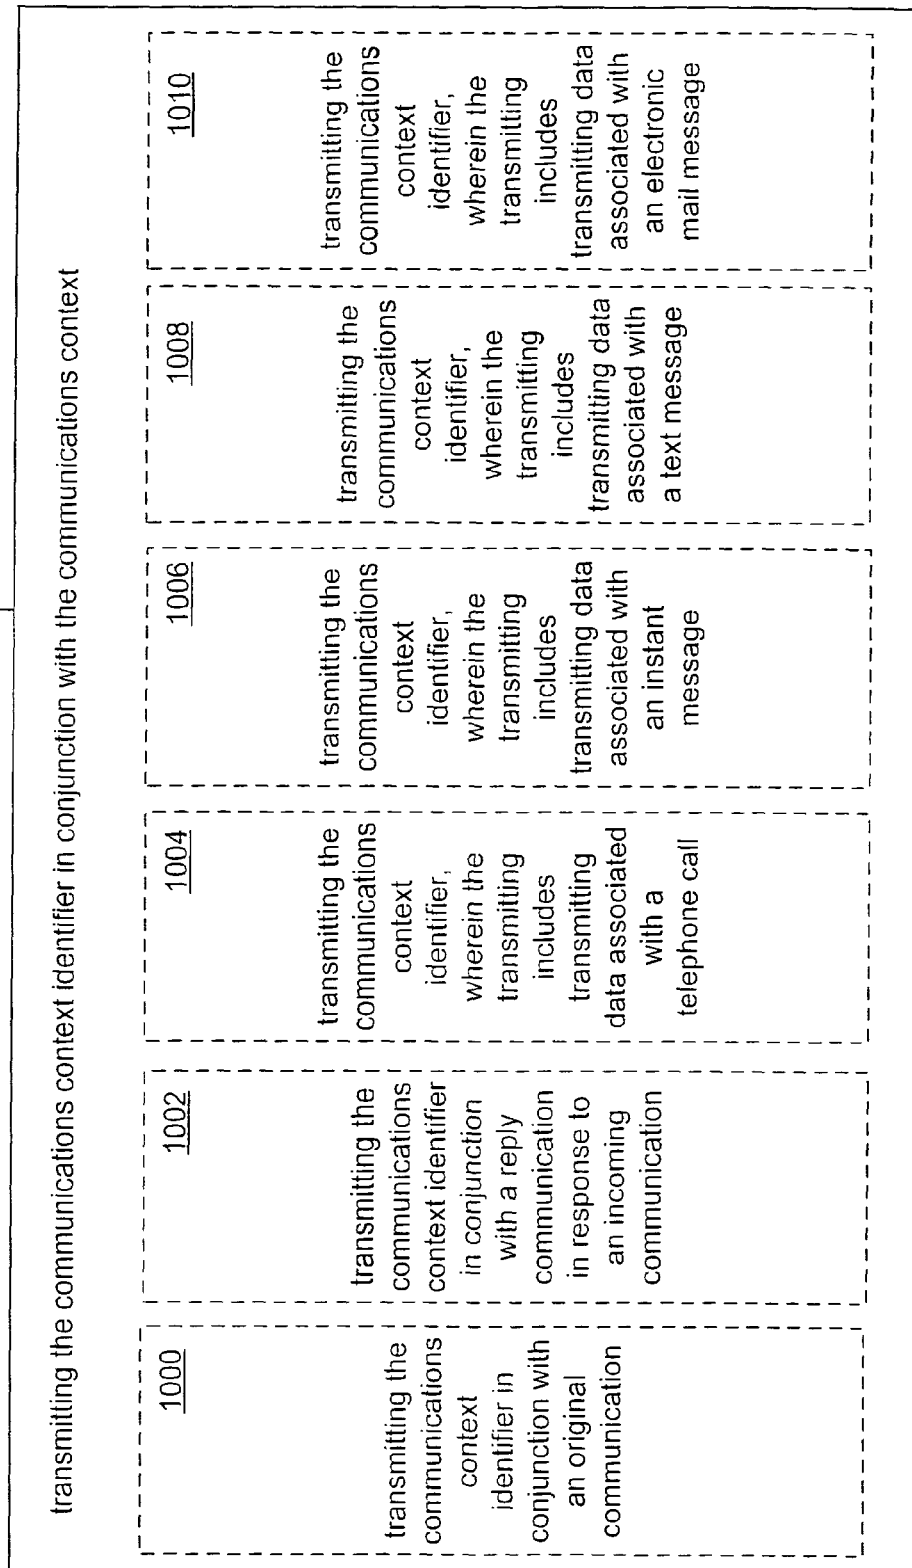 transmitting the communications context identifier in conjunction with the communications context
1000
transmitting the
communications
context
identifier in
conjunction with
an original
communication
1002
transmitting the
communications
context identifier
in conjunction
with a reply
communication
in response to
an incoming
communication
1004
transmitting the
communications
context
identifier,
wherein the
transmitting
includes
transmitting
data associated
with a
telephone call
1006
transmitting the
communications
context
identifier,
wherein the
transmitting
includes
transmitting data
associated with
an instant
message
1008
transmitting the
communications
context
identifier,
wherein the
transmitting
includes
transmitting data
associated with
a text message
1010
transmitting the
communications
context
identifier,
wherein the
transmitting
includes
transmitting data
associated with
an electronic
mail message